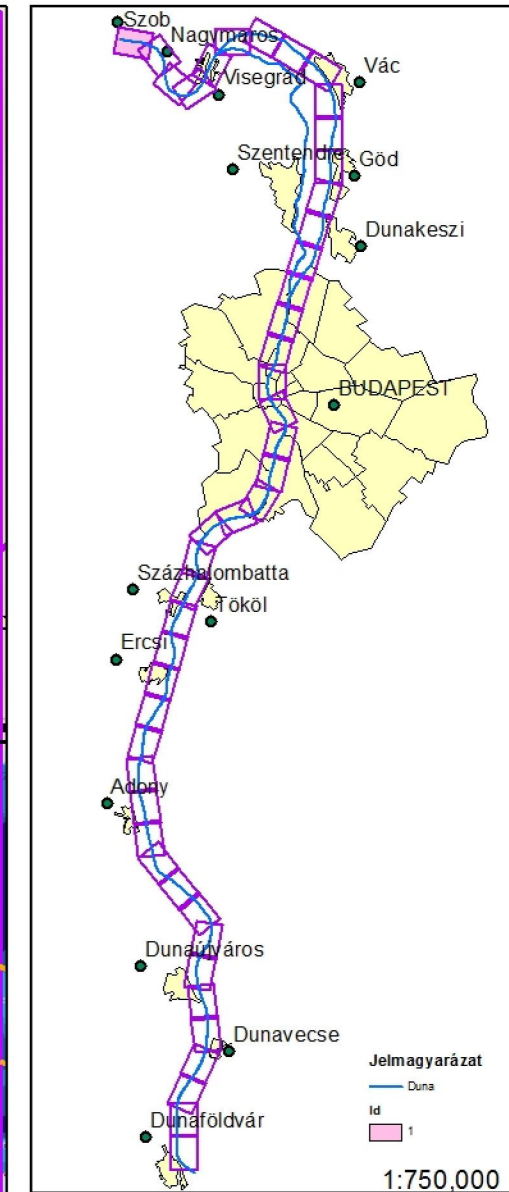 Szob
Nagymaros
Visegrád
Vác
Szentendre
Göd
Dunakeszi
BUDAPEST
Százhalombatta
Tököl
Ercsi
Adony
Dunaújváros
Dunavecse
Dunaföldvár
Jelmagyarázat
Duna
Id
1
1:750,000